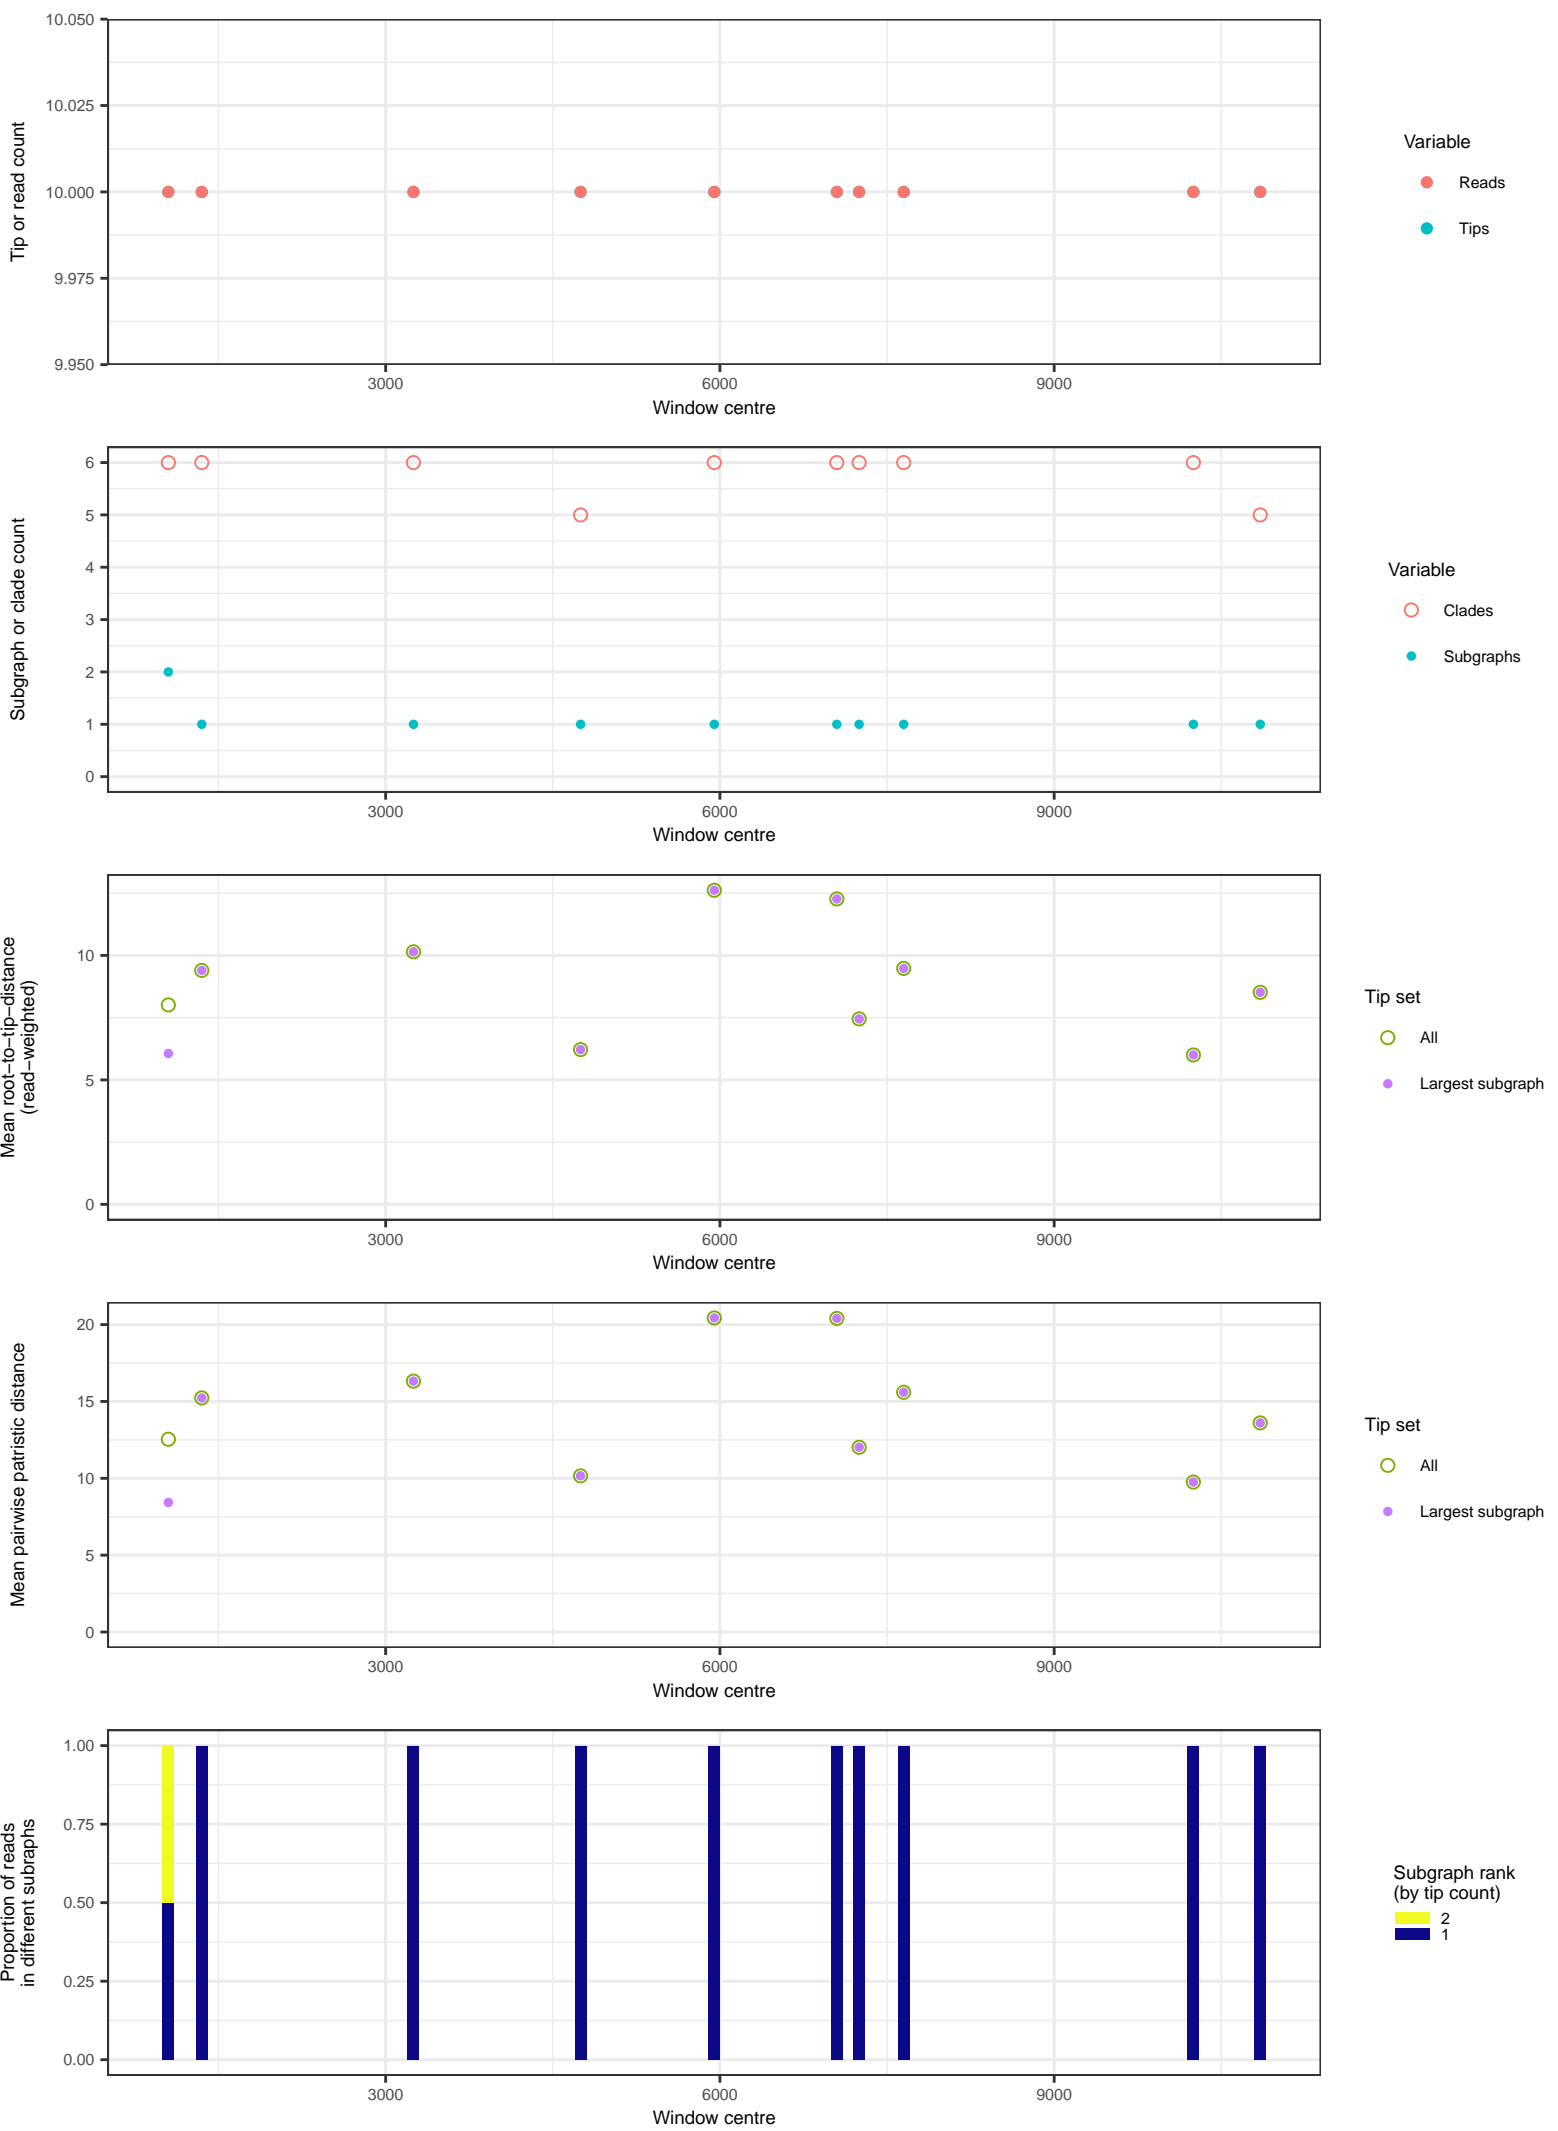 10.050
10.025
10.000
9.975
9.950
Tip or read count
3000
6000
9000
Window centre
Variable
Reads
Tips
6
5
4
3
2
1
0
Subgraph or clade count
3000
6000
9000
Window centre
Variable
Clades
Subgraphs
10
5
0
Mean root−to−tip−distance
(read−weighted)
3000
6000
9000
Window centre
Tip set
All
Largest subgraph
20
15
10
5
0
Mean pairwise patristic distance
3000
6000
9000
Window centre
Tip set
All
Largest subgraph
1.00
0.75
0.50
0.25
0.00
Proportion of reads
in different subraphs
3000
6000
9000
Window centre
Subgraph rank
(by tip count)
2
1